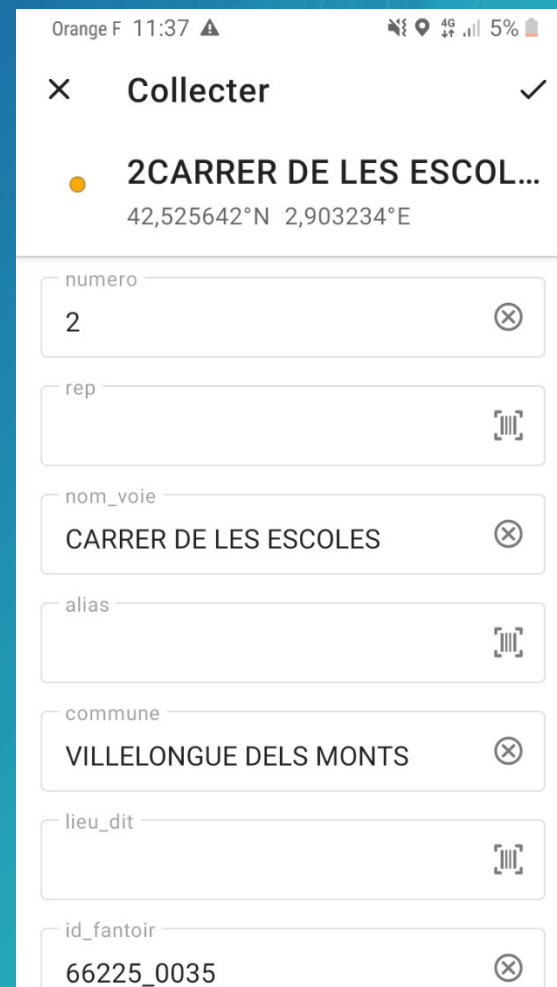 Orange F 11:37 4G 5%
Collecter
2CARRER DE LES ESCOL...
42,525642°N 2,903234°E
numero
2
rep
nom_voie
CARRER DE LES ESCOLES
alias
commune
VILLELONGUE DELS MONTS
lieu_dit
id_fantoir
66225_0035